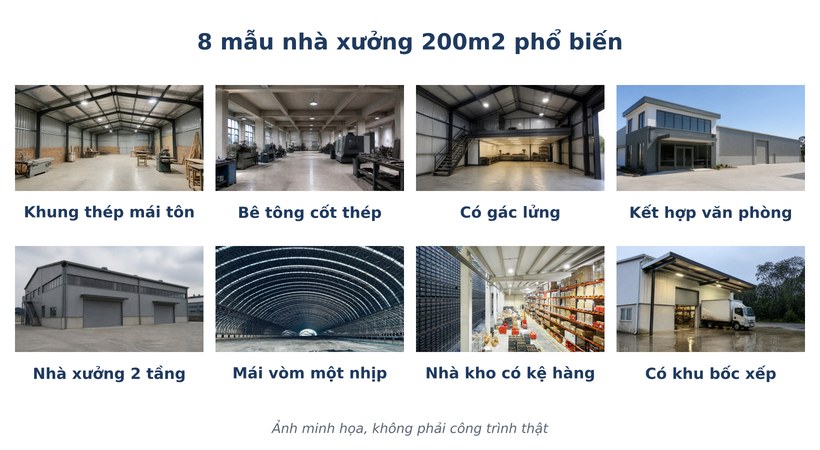 8 mẫu nhà xưởng 200m2 phổ biến
Khung thép mái tôn
Bê tông cốt thép
Có gác lửng
Kết hợp văn phòng
Nhà xưởng 2 tầng
Mái vòm một nhịp
Nhà kho có kệ hàng
Có khu bốc xếp
Ảnh minh họa, không phải công trình thật